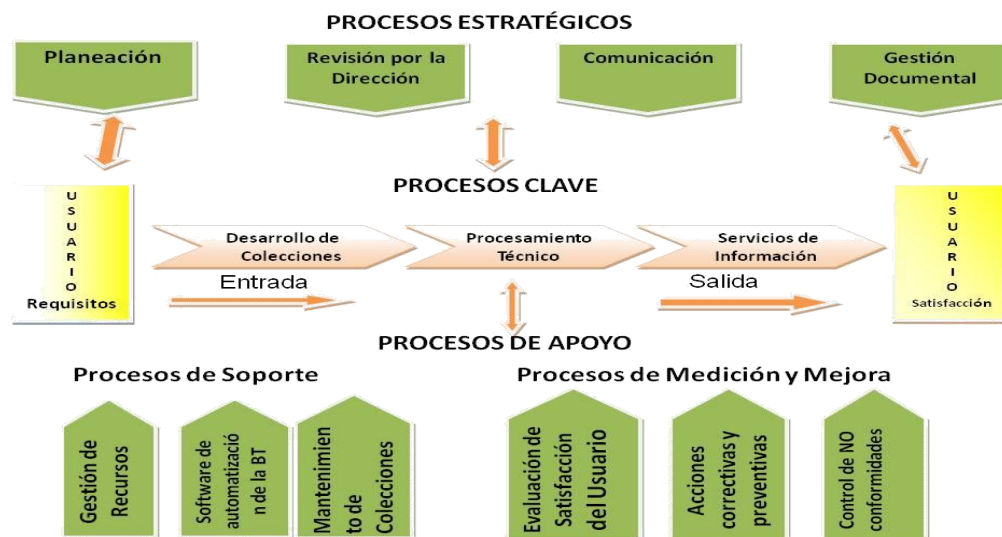 PROCESOS ESTRATÉGICOS
Planeación
Revisión por la
Dirección
Comunicación
Gestión
Documental
PROCESOS CLAVE
USUARIO
Requisitos
Desarrollo de
Colecciones
Procesamiento
Técnico
Servicios de
Información
USUARIO
Satisfacción
Entrada
Salida
PROCESOS DE APOYO
Procesos de Soporte
Procesos de Medición y Mejora
Gestión de
Recursos
Software de
automatizació
n de la BT
Mantenimien
to de
Colecciones
Evaluación de
Satisfacción
del Usuario
Acciones
correctivas y
preventivas
Control de NO
conformidades